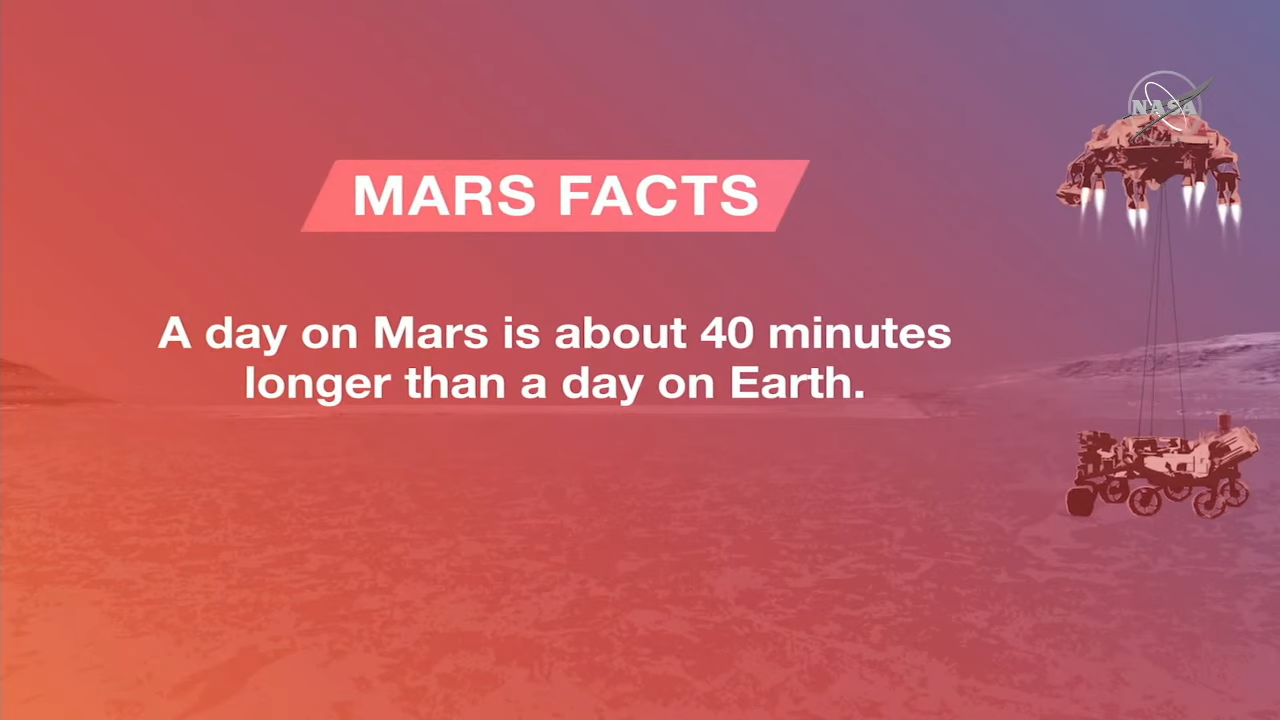 NASA
MARS FACTS
A day on Mars is about 40 minutes
longer than a day on Earth.